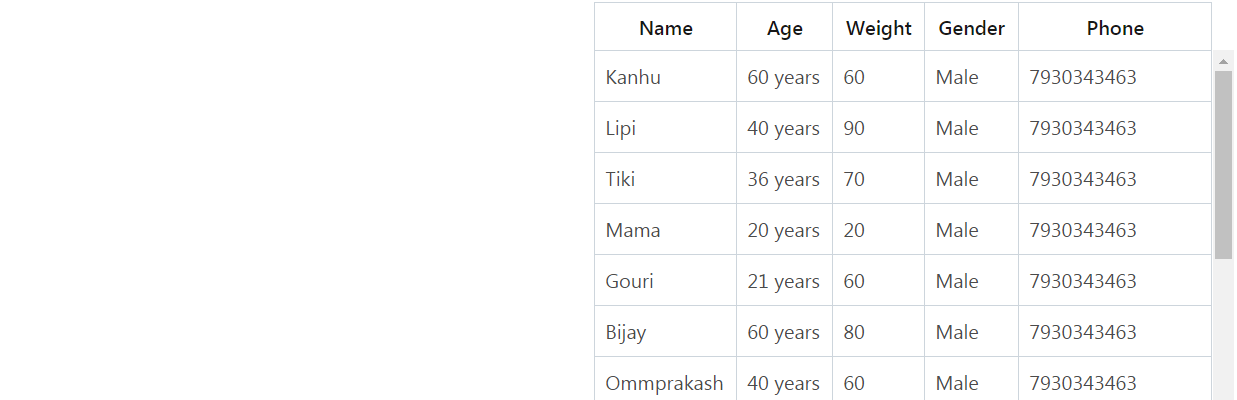 Name Age Weight Gender Phone
Kanhu 60 years 60 Male 7930343463
Lipi 40 years 90 Male 7930343463
Tiki 36 years 70 Male 7930343463
Mama 20 years 20 Male 7930343463
Gouri 21 years 60 Male 7930343463
Bijay 60 years 80 Male 7930343463
Ommprakash 40 years 60 Male 7930343463